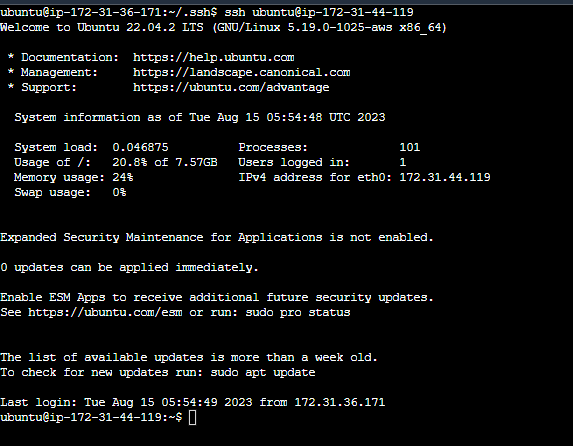 ubuntu@ip-172-31-36-171:~/.ssh$ ssh ubuntu@ip-172-31-44-119
Welcome to Ubuntu 22.04.2 LTS (GNU/Linux 5.19.0-1025-aws x86_64)
* Documentation:  https://help.ubuntu.com
* Management:     https://landscape.canonical.com
* Support:        https://ubuntu.com/advantage
System information as of Tue Aug 15 05:54:48 UTC 2023
System load:  0.046875          Processes:             101
Usage of /:   20.8% of 7.57GB   Users logged in:       1
Memory usage: 24%               IPv4 address for eth0: 172.31.44.119
Swap usage:   0%
Expanded Security Maintenance for Applications is not enabled.
0 updates can be applied immediately.
Enable ESM Apps to receive additional future security updates.
See https://ubuntu.com/esm or run: sudo pro status
The list of available updates is more than a week old.
To check for new updates run: sudo apt update
Last login: Tue Aug 15 05:54:49 2023 from 172.31.36.171
ubuntu@ip-172-31-44-119:~$